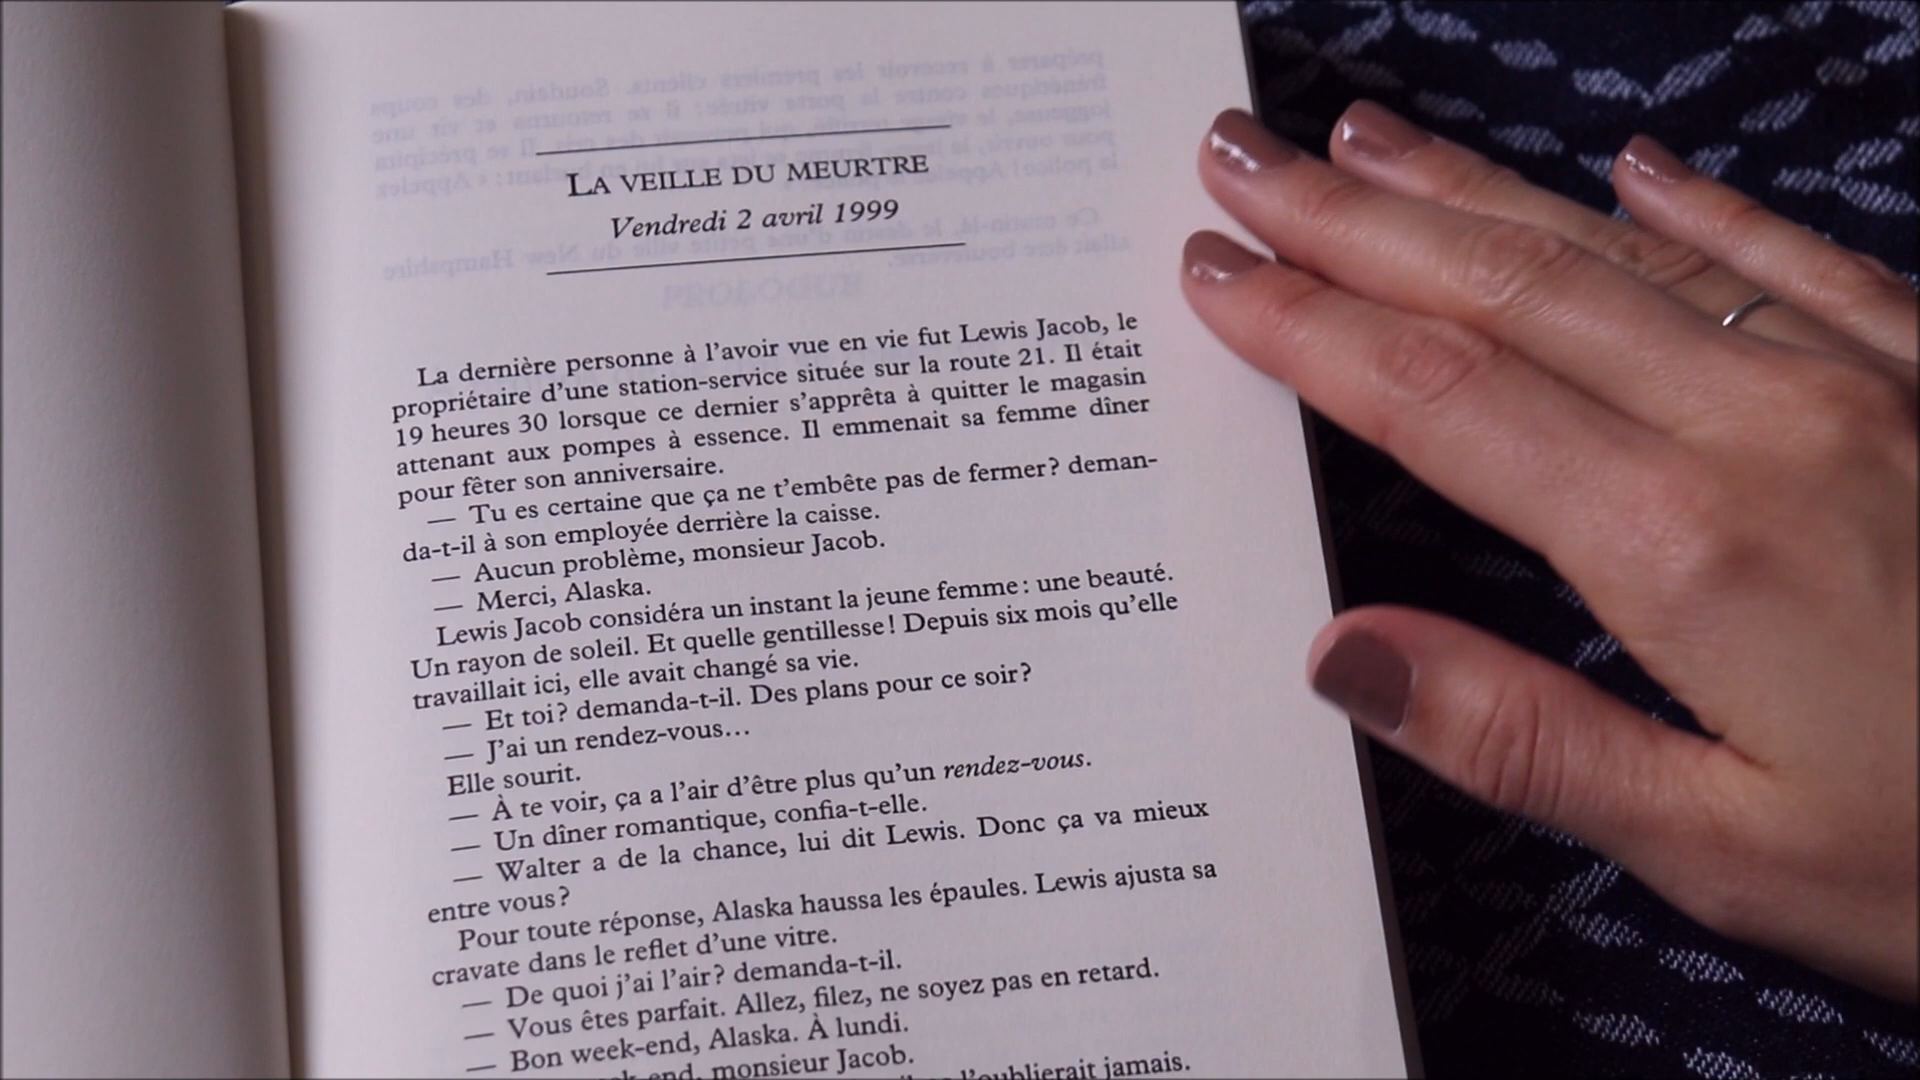 LA VEILLE DU MEURTRE
Vendredi 2 avril 1999
La dernière personne à l'avoir vue en vie fut Lewis Jacob, le
propriétaire d'une station-service située sur la route 21. Il était
19 heures 30 lorsque ce dernier s'apprêta à quitter le magasin
attenant aux pompes à essence. Il emmenait sa femme dîner
pour fêter son anniversaire.
— Tu es certaine que ça ne t'embête pas de fermer? deman-
da-t-il à son employée derrière la caisse.
— Aucun problème, monsieur Jacob.
— Merci, Alaska.
Lewis Jacob considéra un instant la jeune femme: une beauté.
Un rayon de soleil. Et quelle gentillesse! Depuis six mois qu'elle
travaillait ici, elle avait changé sa vie.
— Et toi? demanda-t-il. Des plans pour ce soir?
— J'ai un rendez-vous...
Elle sourit.
— À te voir, ça a l'air d'être plus qu'un rendez-vous.
— Un dîner romantique, confia-t-elle.
— Walter a de la chance, lui dit Lewis. Donc ça va mieux
entre vous?
Pour toute réponse, Alaska haussa les épaules. Lewis ajusta sa
cravate dans le reflet d'une vitre.
— De quoi j'ai l'air? demanda-t-il.
— Vous êtes parfait. Allez, filez, ne soyez pas en retard.
— Bon week-end, Alaska. À lundi.
end, monsieur Jacob.
l'oublierait jamais.